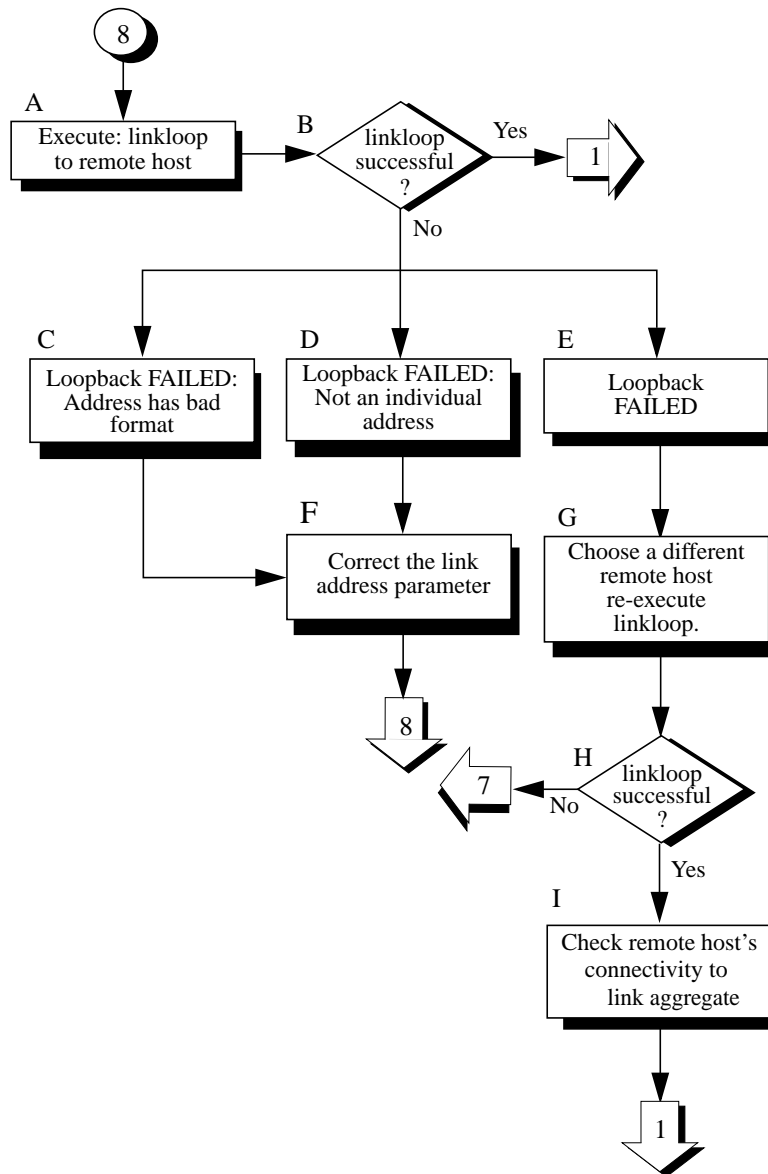 8
A
Execute: linkloop
to remote host
B
linkloop
successful
?
Yes
1
No
C
Loopback FAILED:
Address has bad
format
D
Loopback FAILED:
Not an individual
address
E
Loopback
FAILED
F
Correct the link
address parameter
8
G
Choose a different
remote host
re-execute
linkloop.
H
linkloop
successful
?
No
7
Yes
I
Check remote host's
connectivity to
link aggregate
1